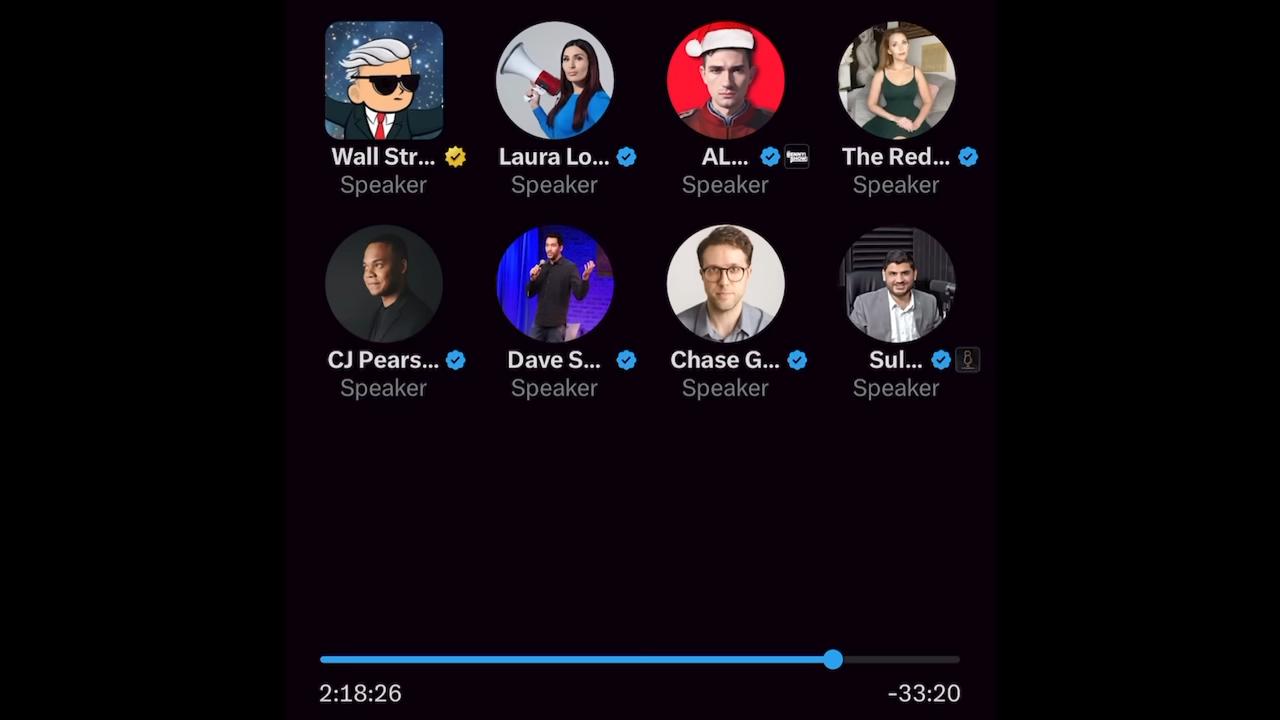 Wall Str...
Laura Lo...
AL...
The Red...
Speaker
Speaker
Speaker
Speaker
CJ Pears...
Dave S...
Chase G...
Sul...
Speaker
Speaker
Speaker
Speaker
2:18:26
-33:20